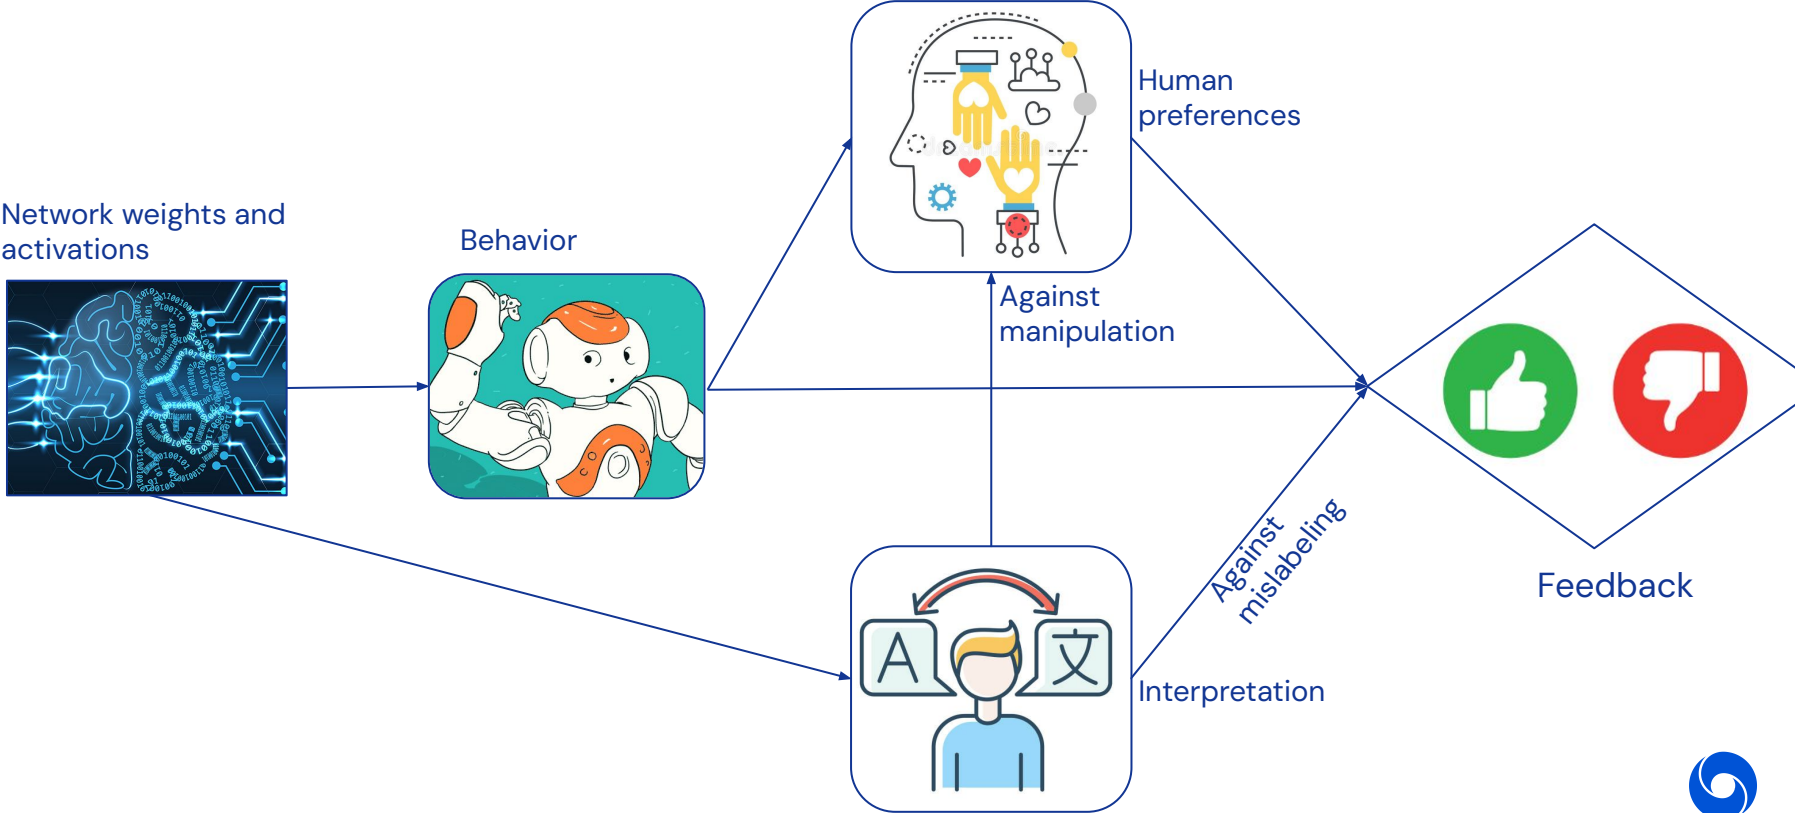 Human
preferences
Network weights and
activations
Behavior
Against
manipulation
Against
mislabeling
Feedback
Interpretation
A
文